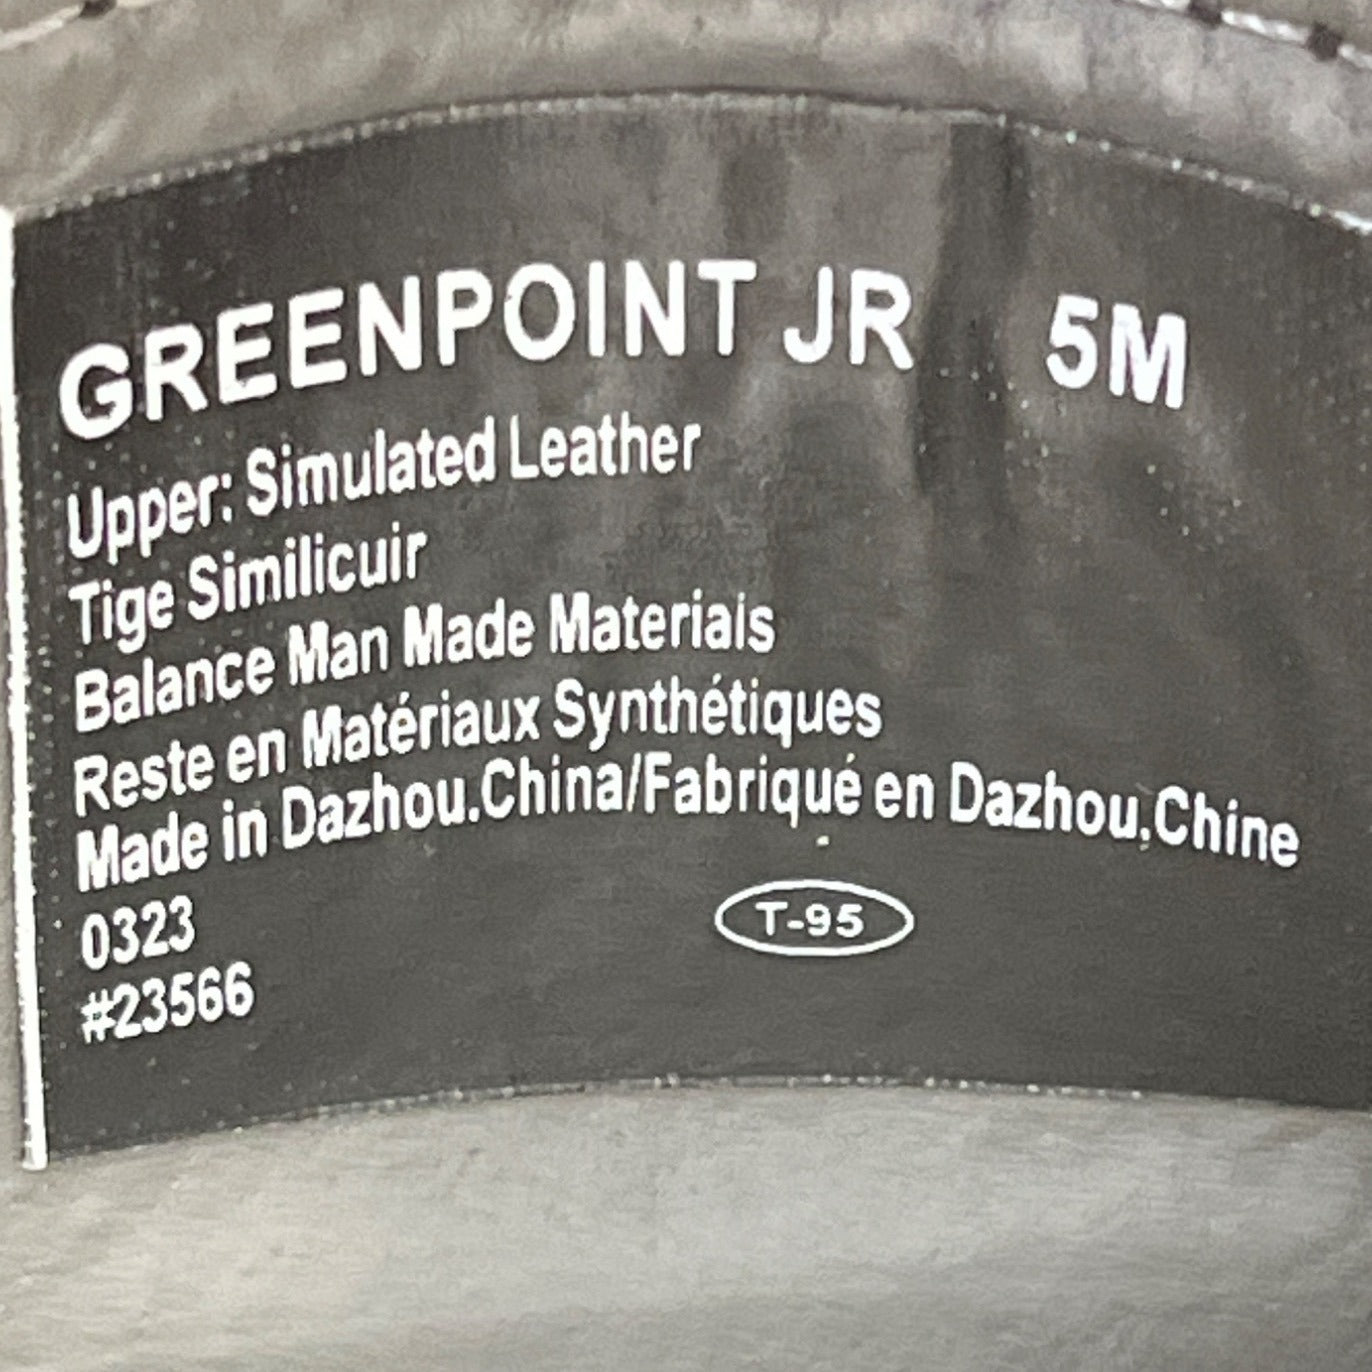 GREENPOINT JR 5M
Upper: Simulated Leather
Tige Similicuir
Balance Man Made Materiais
Reste en Matériaux Synthétiques
Made in Dazhou.China/Fabriqué en Dazhou,Chine
0323
T-95
#23566